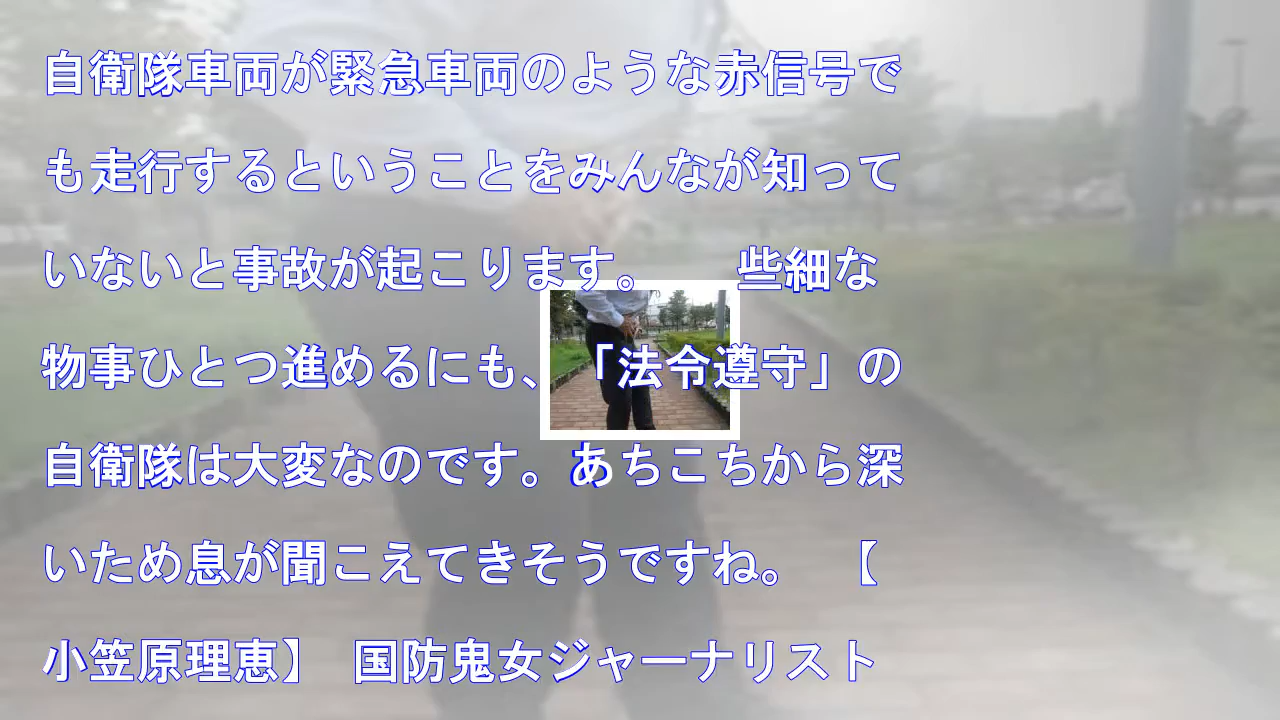 自衛隊車両が緊急車両のような赤信号で
も走行するということをみんなが知って
いないと事故が起こります。　　些細な
物事ひとつ進めるにも、「法令遵守」の
自衛隊は大変なのです。あちこちから深
いため息が聞こえてきそうですね。　【
小笠原理恵】　国防鬼女ジャーナリスト